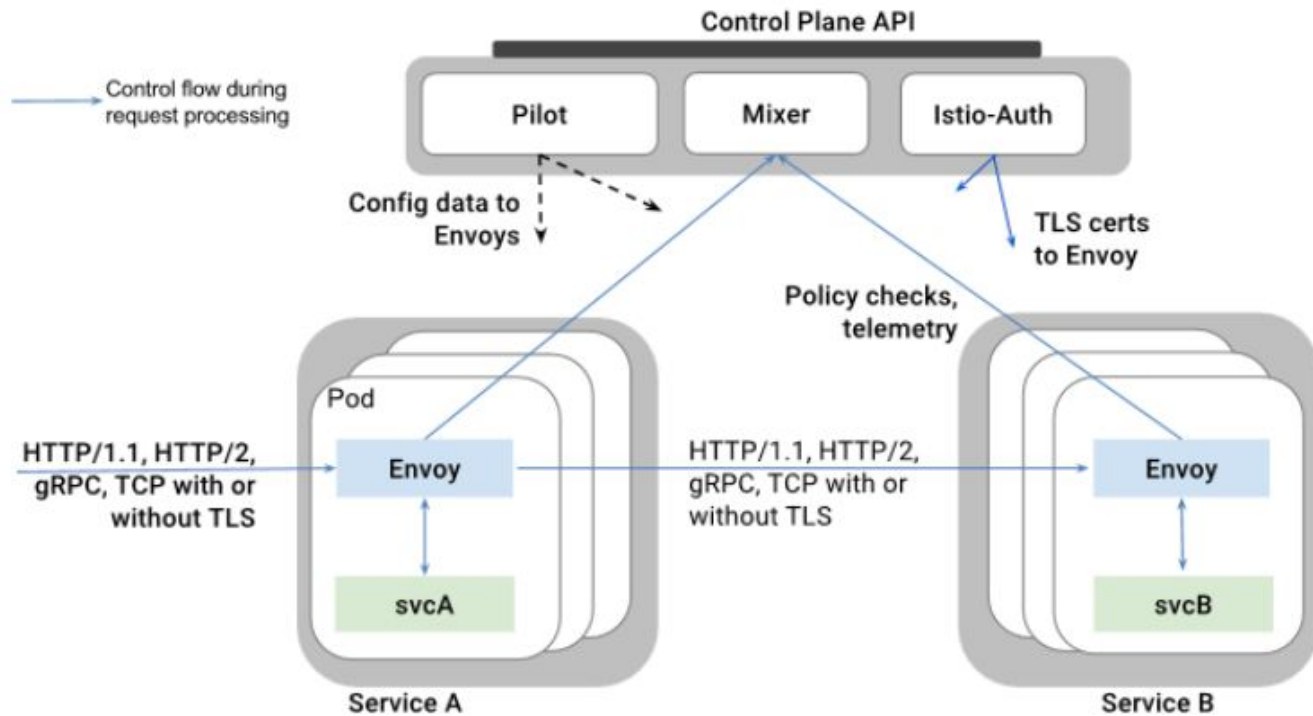 Control Plane API
Control flow during
request processing
Pilot
Mixer
Istio-Auth
Config data to
Envoys
TLS certs
to Envoy
Policy checks,
telemetry
Pod
HTTP/1.1, HTTP/2,
gRPC, TCP with or
without TLS
Envoy
HTTP/1.1, HTTP/2,
gRPC, TCP with or
without TLS
Envoy
svcA
svcB
Service A
Service B